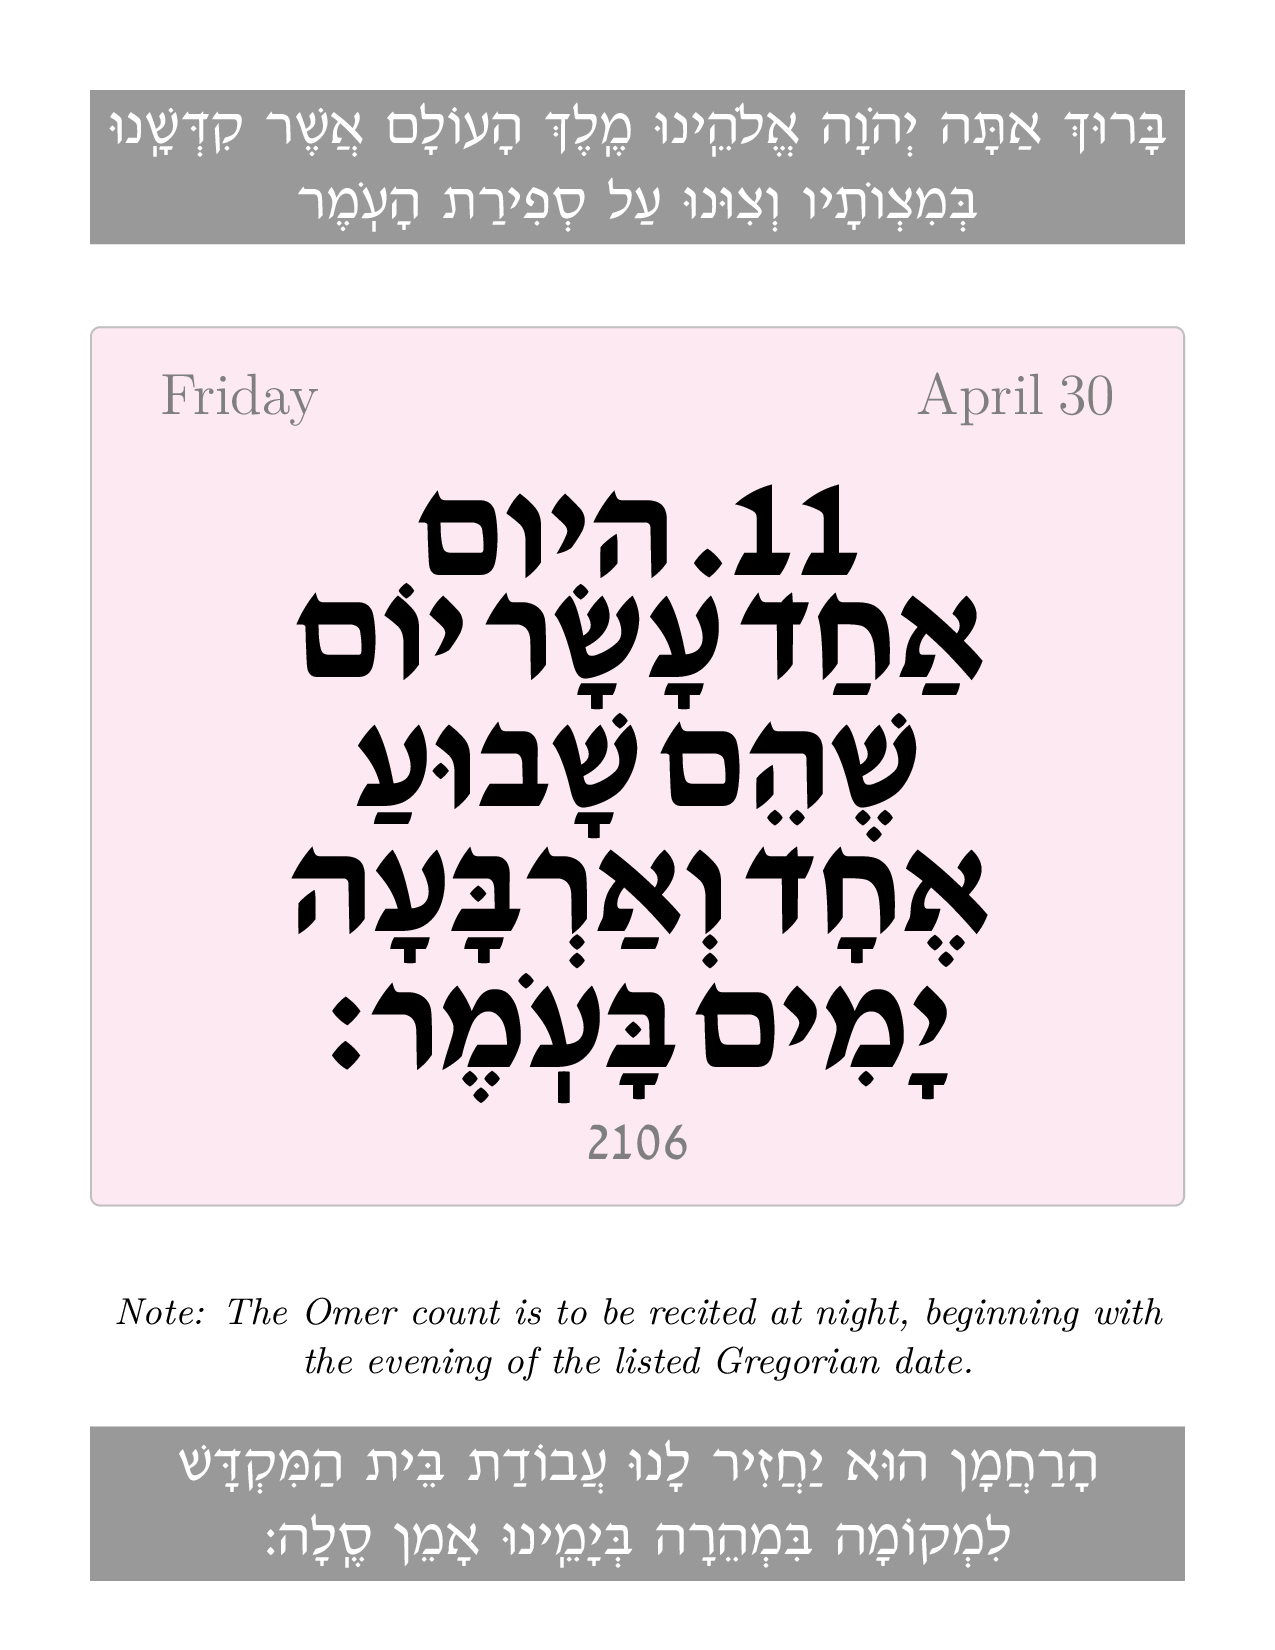 בָּרוּךְ אַתָּה יְהֹוָה אֱלֹהֵֽינוּ מֶֽלֶךְ הָעוֹלָם אֲשֶׁר קִדְּשָֽׁנוּ
בְּמִצְוֹתָיו וְצִוּנוּ עַל סְפִירַת הָעֹֽמֶר
Friday April 30
11. היום
אַחַד עָשָׂר יוֹם
שֶׁהֵם שָׁבוּעַ
אֶחָד וְאַרְבָּעָה
יָמִים בָּעֹֽמֶר:
2106
Note: The Omer count is to be recited at night, beginning with
the evening of the listed Gregorian date.
הָרַחֲמָן הוּא יַחֲזִיר לָנוּ עֲבוֹדַת בֵּית הַמִּקְדָּשׁ
לִמְקוֹמָה בִּמְהֵרָה בְּיָמֵֽינוּ אָמֵן סֶֽלָה: